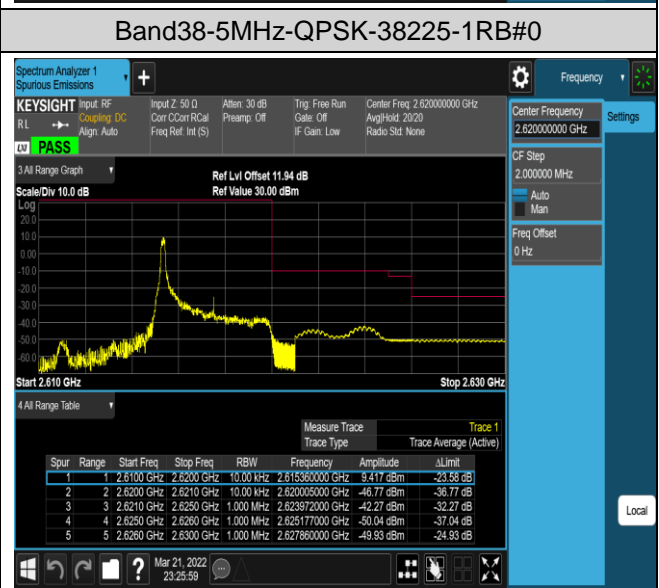 Band38-5MHz-QPSK-38225-1RB#0
Spectrum Analyzer 1
Spurious Emissions
+
Frequency
KEYSIGHT Input: RF Input Z: 50 Ω Atten: 30 dB Trig: Free Run Center Freq: 2.620000000 GHz
RL Coupling: DC Corr CCorr RCal Preamp: Off Gate: Off Avg|Hold: 20/20
Align: Auto Freq Ref: Int (S) IF Gain: Low Radio Std: None
PASS
Center Frequency
2.620000000 GHz
Settings
CF Step
2.000000 MHz
Auto
Man
Freq Offset
0 Hz
3 All Range Graph
Ref Lvl Offset 11.94 dB
Scale/Div 10.0 dB Ref Value 30.00 dBm
Log
20.0
10.0
0.00
-10.0
-20.0
-30.0
-40.0
-50.0
-60.0
Start 2.610 GHz Stop 2.630 GHz
4 All Range Table
Measure Trace Trace 1
Trace Type Trace Average (Active)
Spur Range Start Freq Stop Freq RBW Frequency Amplitude ΔLimit
1 1 2.6100 GHz 2.6200 GHz 10.00 kHz 2.615360000 GHz 9.417 dBm -23.58 dB
2 2 2.6200 GHz 2.6210 GHz 10.00 kHz 2.620005000 GHz -46.77 dBm -36.77 dB
3 3 2.6210 GHz 2.6250 GHz 1.000 MHz 2.623972000 GHz -42.27 dBm -32.27 dB
4 4 2.6250 GHz 2.6260 GHz 1.000 MHz 2.625177000 GHz -50.04 dBm -37.04 dB
5 5 2.6260 GHz 2.6300 GHz 1.000 MHz 2.627860000 GHz -49.93 dBm -24.93 dB
Local
? Mar 21, 2022
23:25:59